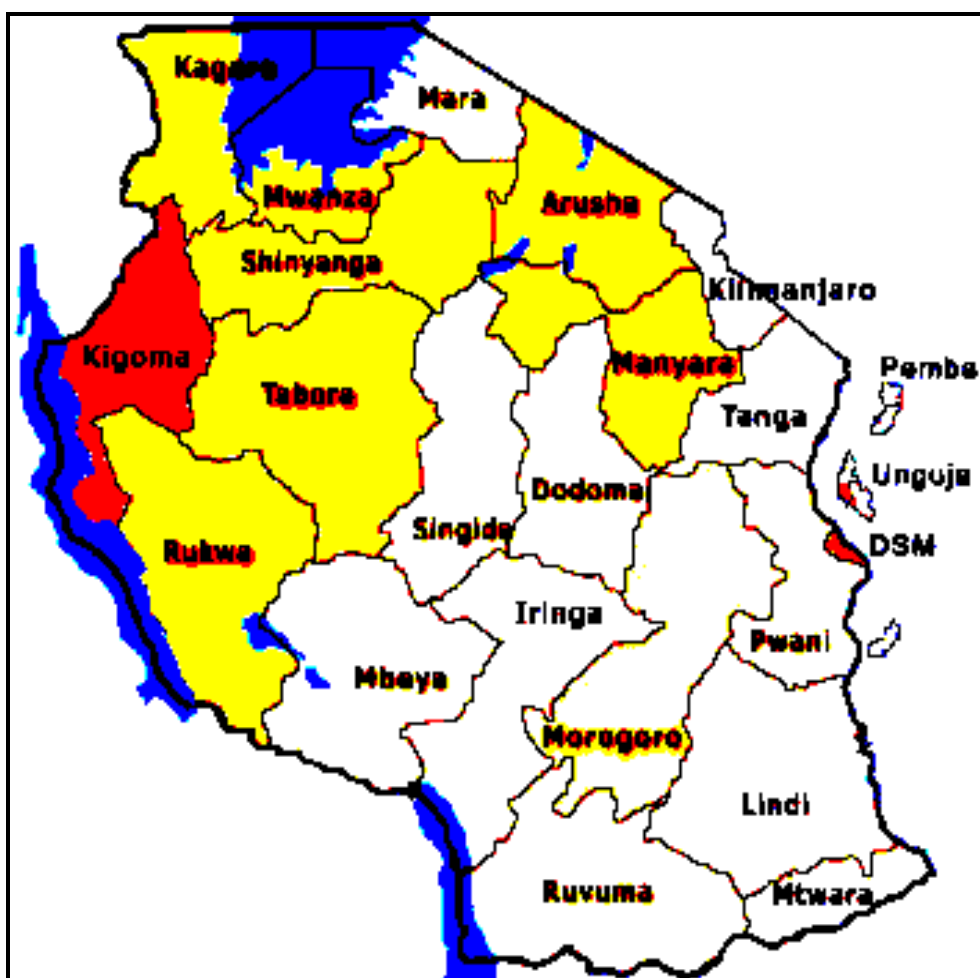 Kagera
Mara
Mwanza
Arusha
Shinyanga
Kilimanjaro
Kigoma
Manyara
Pemba
Tabora
Tanga
Unguja
Dodoma
Singida
DSM
Rukwa
Iringa
Pwani
Mbeya
Morogoro
Lindi
Ruvuma
Mtwara